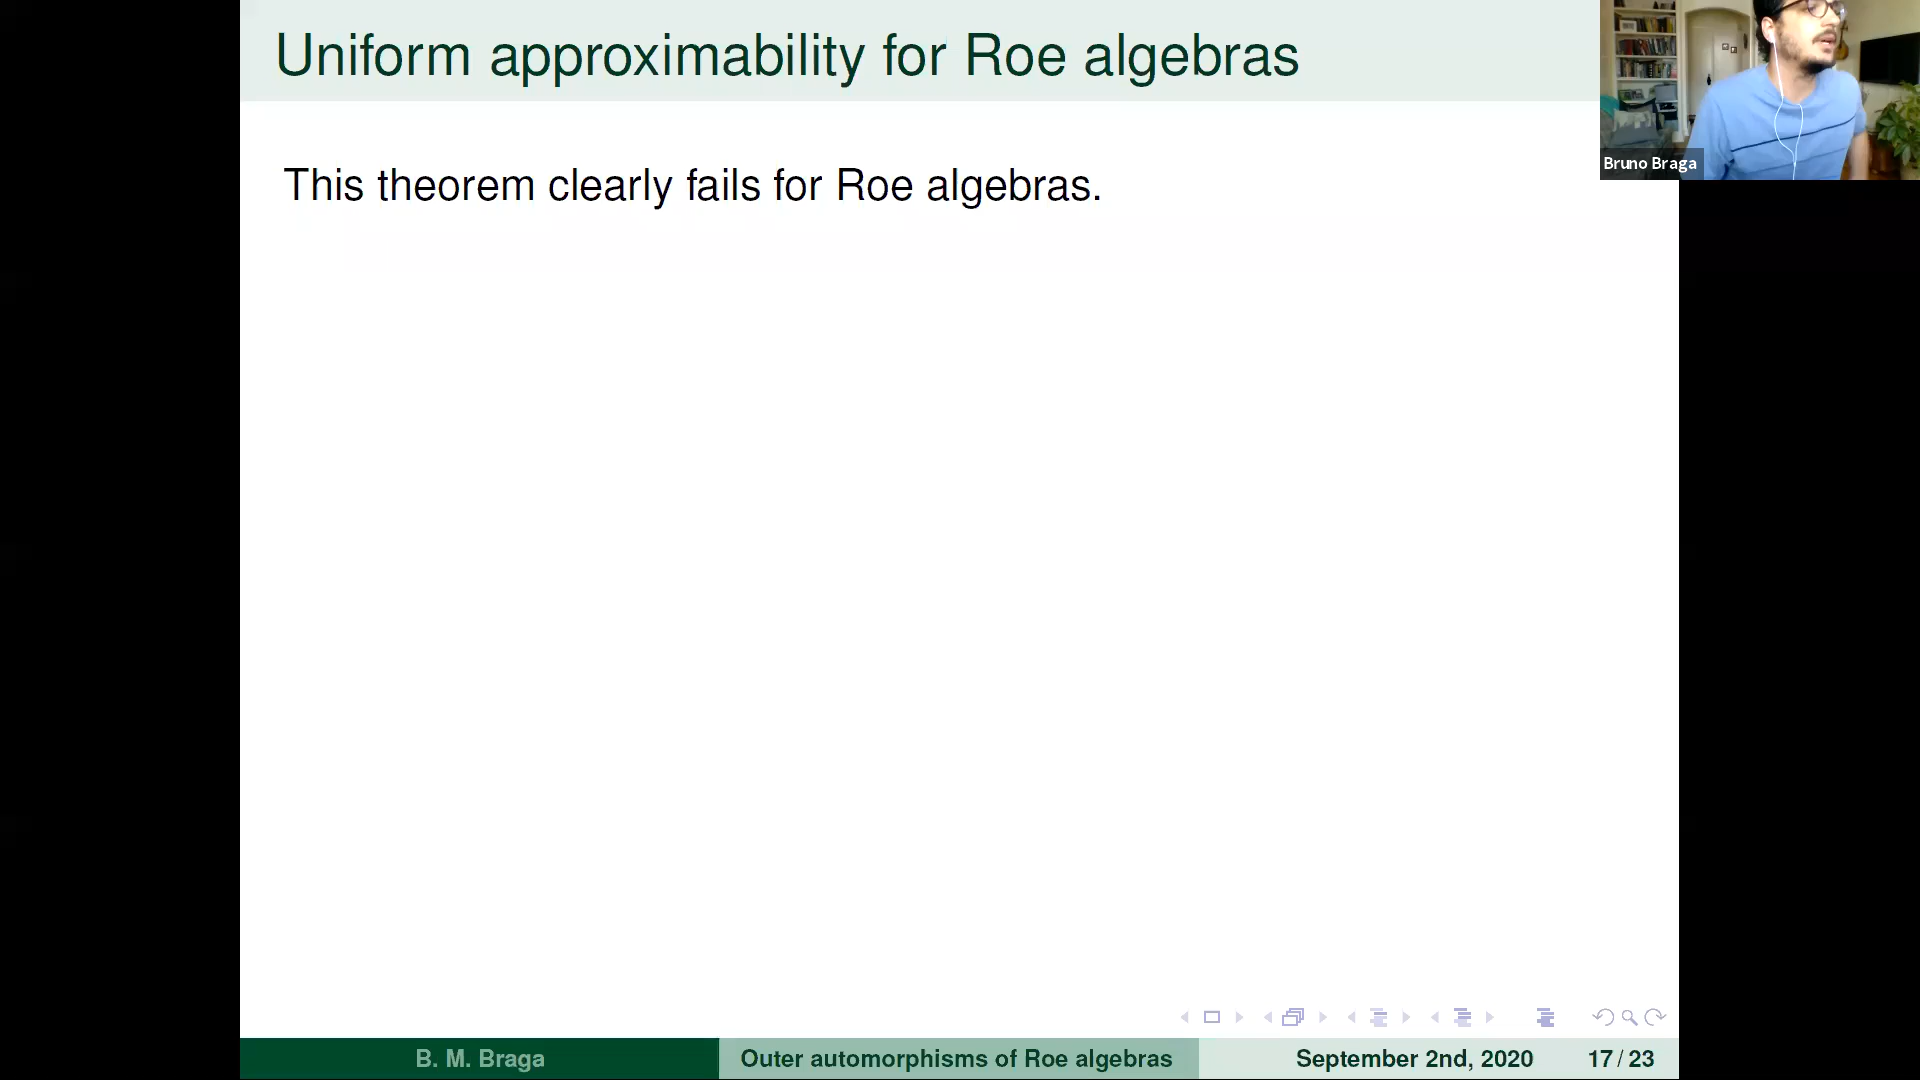 Uniform approximability for Roe algebras
This theorem clearly fails for Roe algebras.
Bruno Braga
B. M. Braga
Outer automorphisms of Roe algebras
September 2nd, 2020
17 / 23